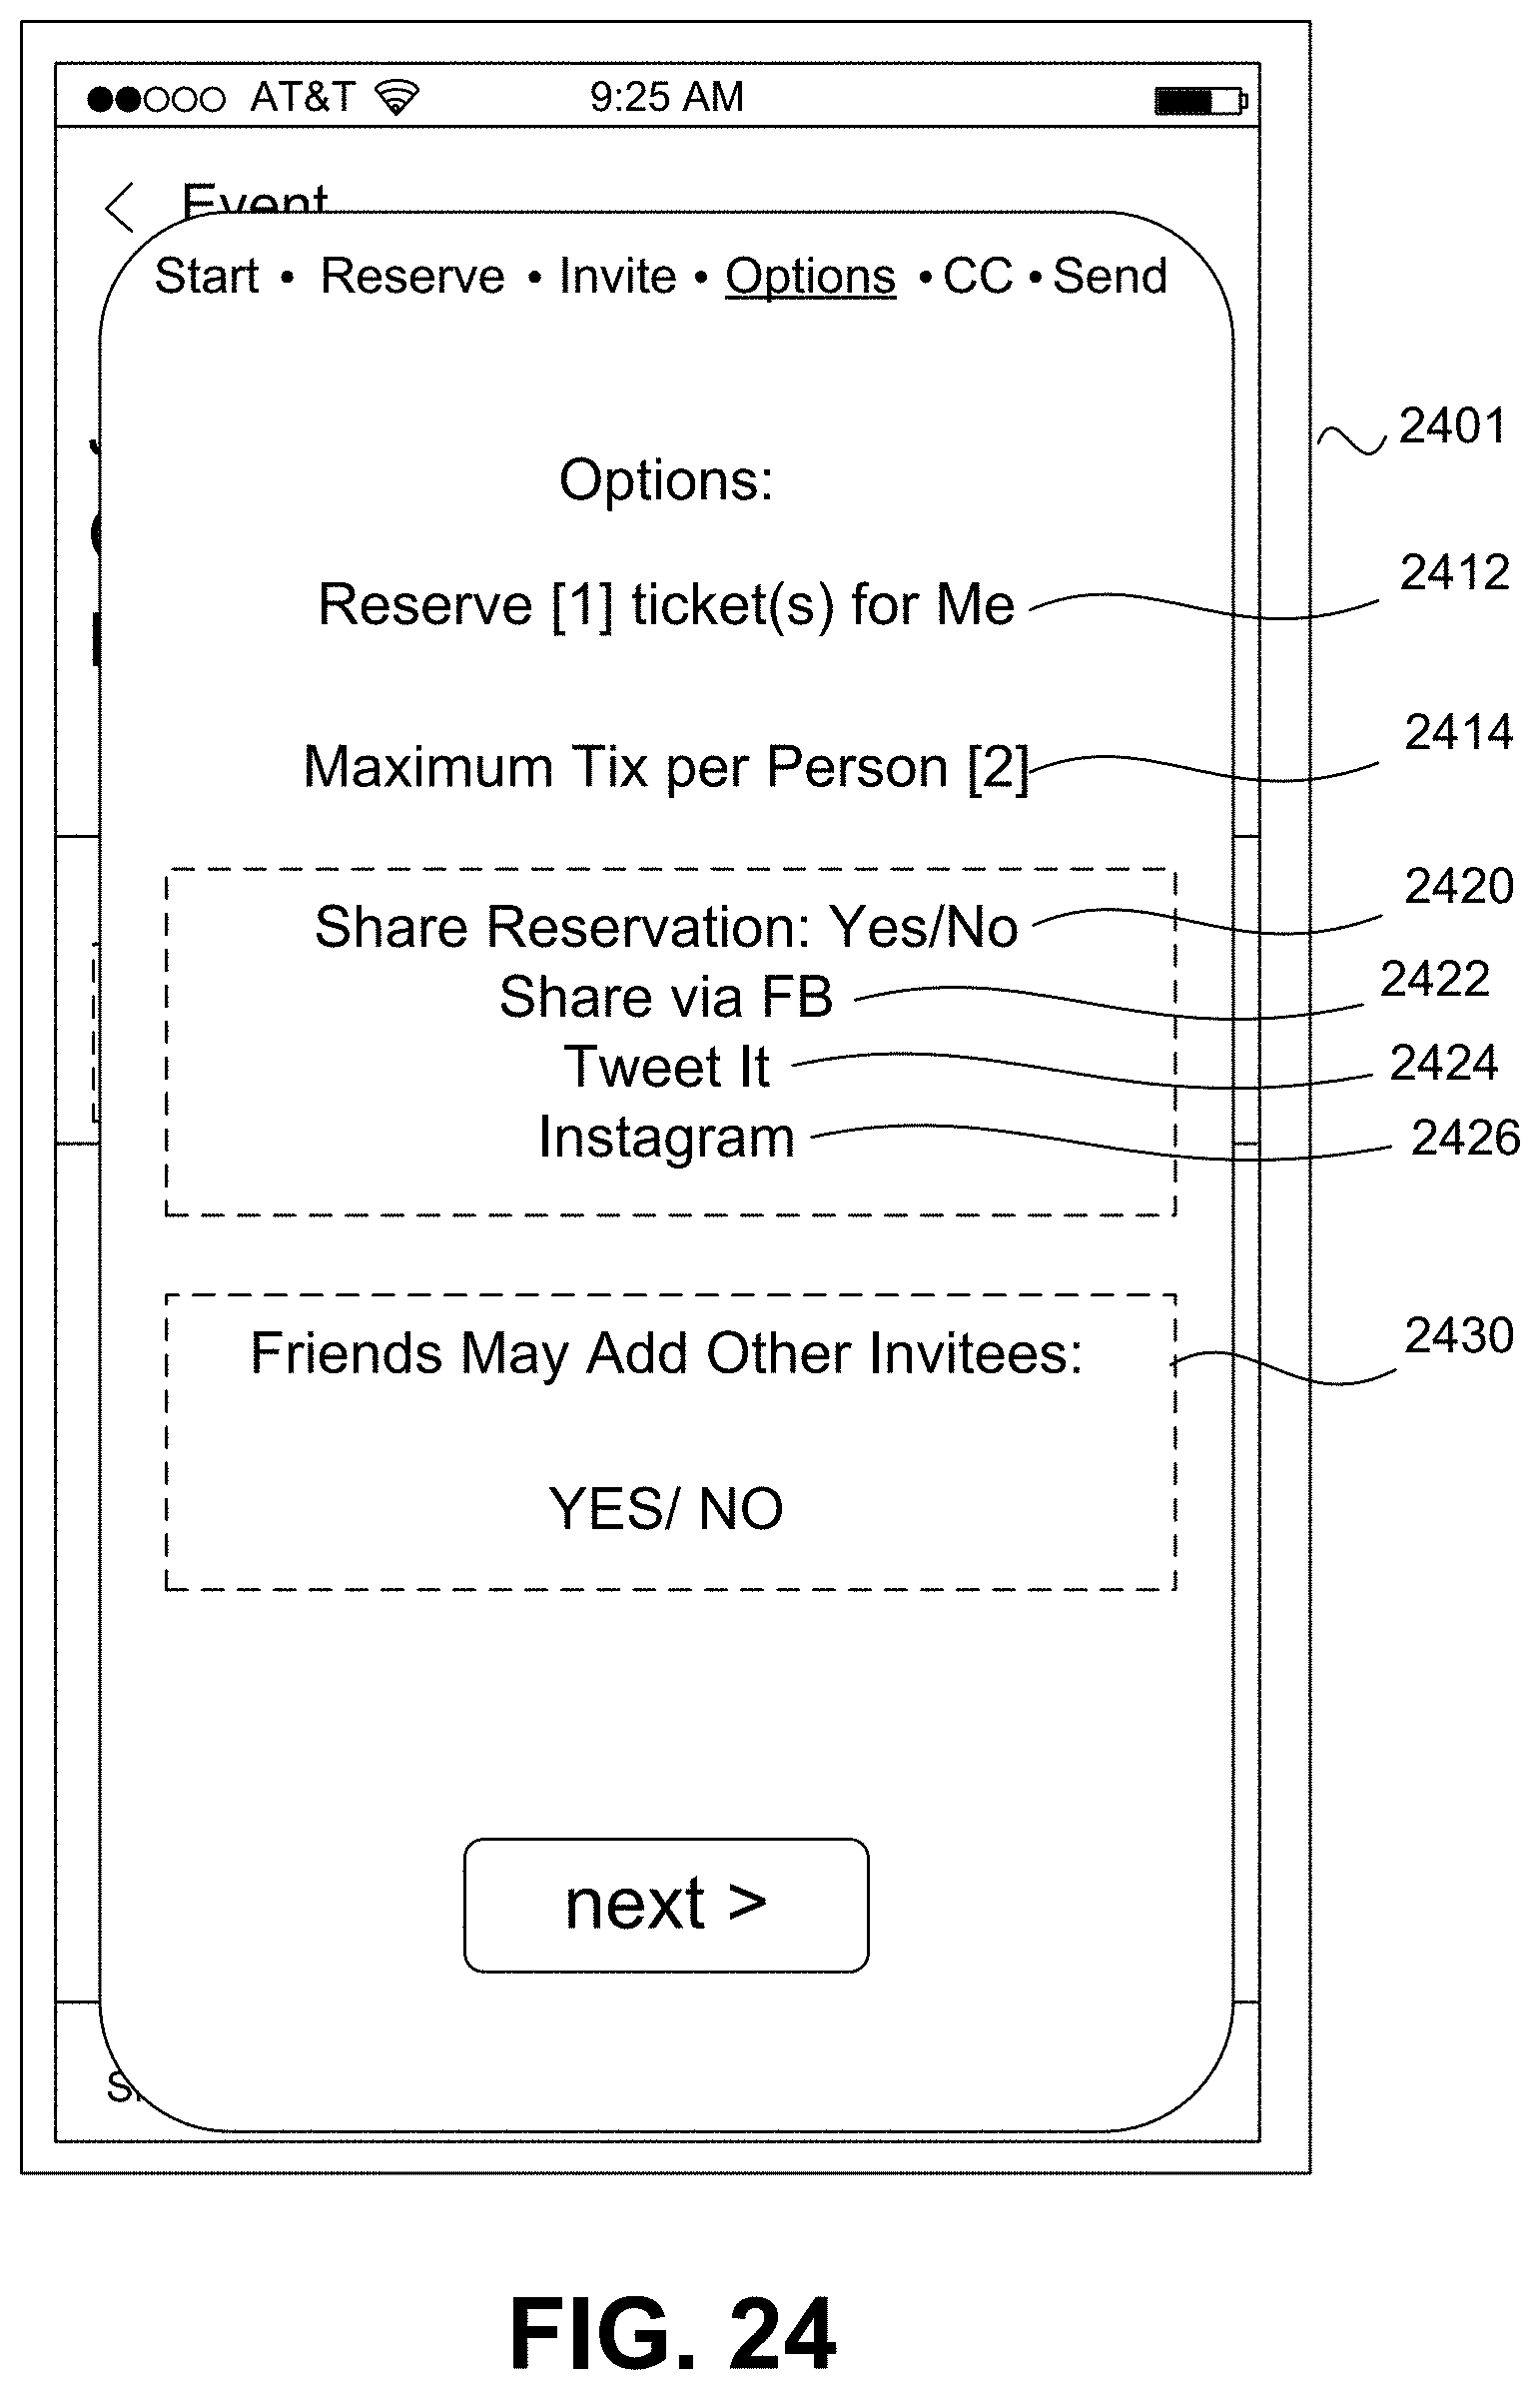 AT&T 9:25 AM
< Event
Start • Reserve • Invite • Options • CC • Send
2401
Options:
Reserve [1] ticket(s) for Me
2412
Maximum Tix per Person [2]
2414
Share Reservation: Yes/No
2420
Share via FB
2422
Tweet It
2424
Instagram
2426
Friends May Add Other Invitees:
2430
YES/ NO
next >
FIG. 24